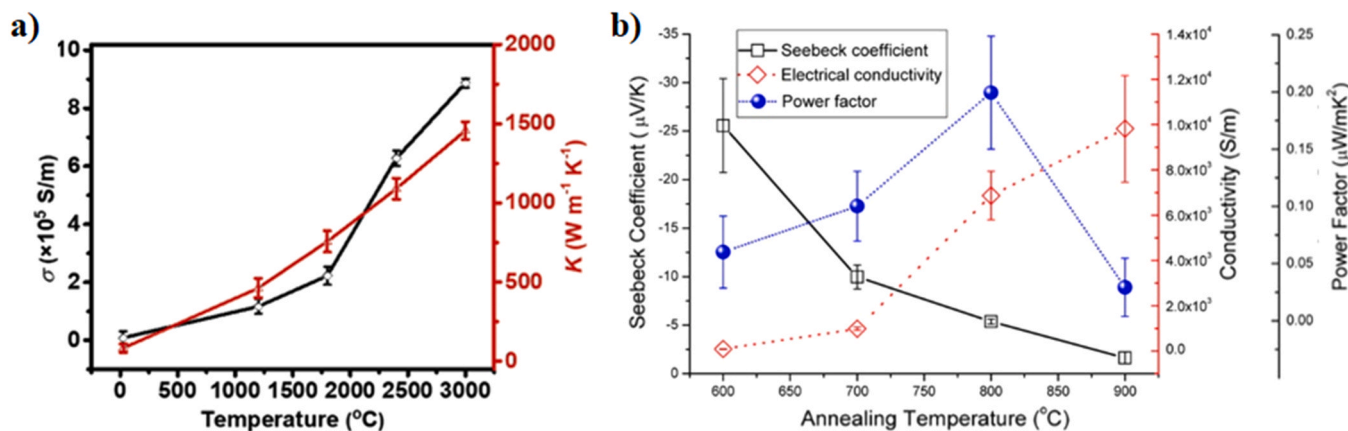 a)
10
8
6
4
2
0
σ (×10⁵ S/m)
2000
1500
1000
500
0
K (W m⁻¹ K⁻¹)
0 500 1000 1500 2000 2500 3000
Temperature (°C)
b)
-35
-30
-25
-20
-15
-10
-5
0
Seebeck Coefficient ( μV/K)
Seebeck coefficient
Electrical conductivity
Power factor
1.4x10⁴
1.2x10⁴
1.0x10⁴
8.0x10³
6.0x10³
4.0x10³
2.0x10³
0.0
Conductivity (S/m)
0.25
0.20
0.15
0.10
0.05
0.00
Power Factor (μW/mK²)
600 650 700 750 800 850 900
Annealing Temperature (°C)